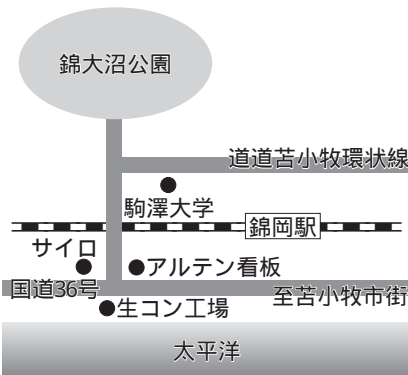 錦大沼公園
道道苫小牧環状線
駒澤大学
錦岡駅
サイロ
アルテン看板
国道36号
至苫小牧市街
生コン工場
太平洋